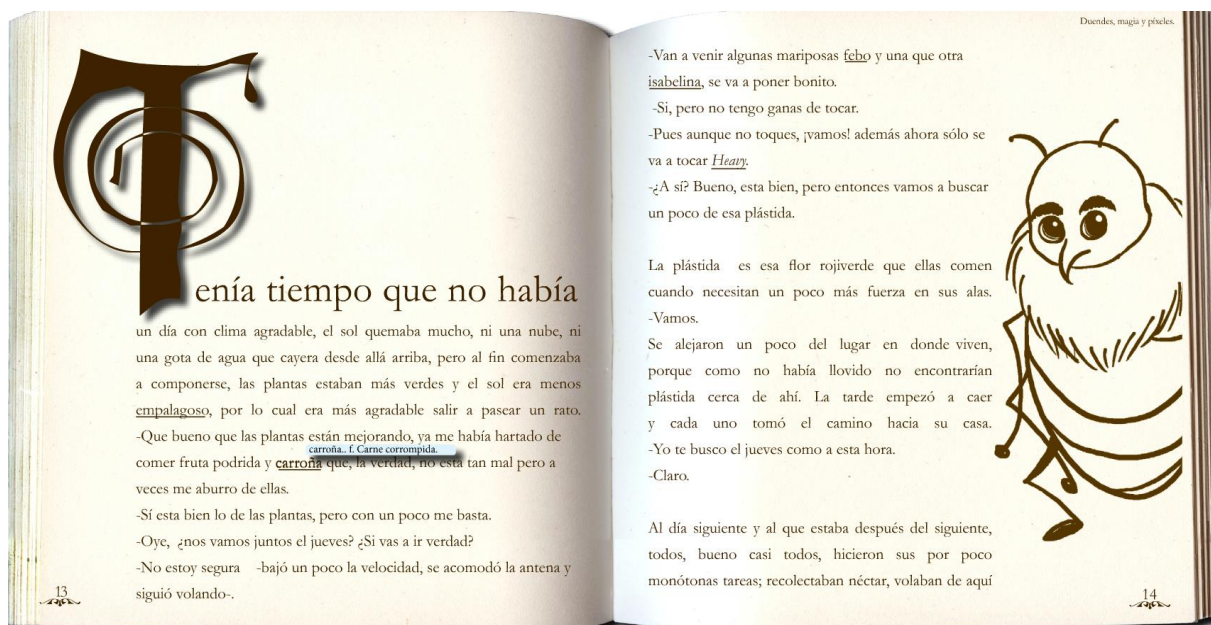 Tenía tiempo que no había
un día con clima agradable, el sol quemaba mucho, ni una nube, ni
una gota de agua que cayera desde allá arriba, pero al fin comenzaba
a componerse, las plantas estaban más verdes y el sol era menos
empalagoso, por lo cual era más agradable salir a pasear un rato.
-Que bueno que las plantas están mejorando, ya me había hartado de
carroña.. f. Carne corrompida.
comer fruta podrida y carroña que, la verdad, no esta tan mal pero a
veces me aburro de ellas.
-Sí esta bien lo de las plantas, pero con un poco me basta.
-Oye, ¿nos vamos juntos el jueves? ¿Si vas a ir verdad?
-No estoy segura -bajó un poco la velocidad, se acomodó la antena y
siguió volando-.
13
Duendes, magia y píxeles.
-Van a venir algunas mariposas febo y una que otra
isabelina, se va a poner bonito.
-Si, pero no tengo ganas de tocar.
-Pues aunque no toques, ¡vamos! además ahora sólo se
va a tocar Heavy.
-¿A sí? Bueno, esta bien, pero entonces vamos a buscar
un poco de esa plástida.
La plástida es esa flor rojiverde que ellas comen
cuando necesitan un poco más fuerza en sus alas.
-Vamos.
Se alejaron un poco del lugar en donde viven,
porque como no había llovido no encontrarían
plástida cerca de ahí. La tarde empezó a caer
y cada uno tomó el camino hacia su casa.
-Yo te busco el jueves como a esta hora.
-Claro.
Al día siguiente y al que estaba después del siguiente,
todos, bueno casi todos, hicieron sus por poco
monótonas tareas; recolectaban néctar, volaban de aquí
14